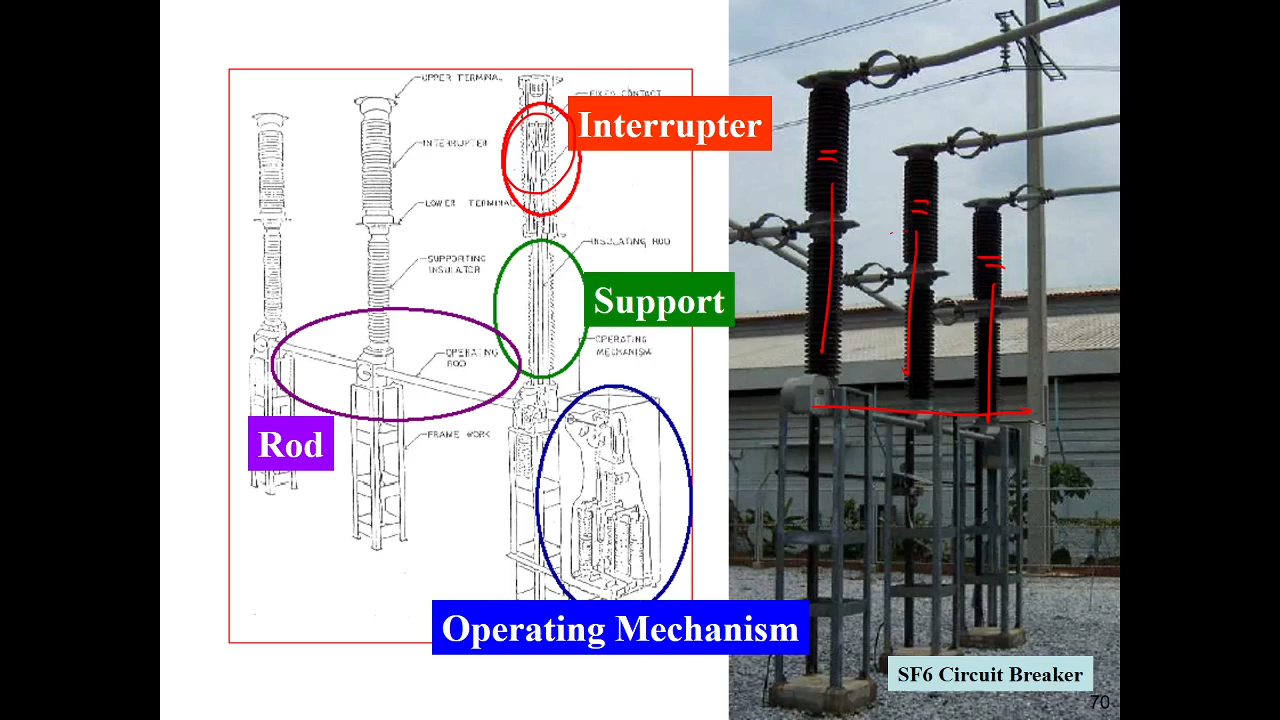 UPPER TERMINAL
FIXED CONTACT
Interrupter
INTERRUPTER
LOWER TERMINAL
INSULATING ROD
SUPPORTING
INSULATOR
Support
OPERATING
MECHANISM
OPERATING
ROD
Rod
FRAME WORK
Operating Mechanism
SF6 Circuit Breaker
70